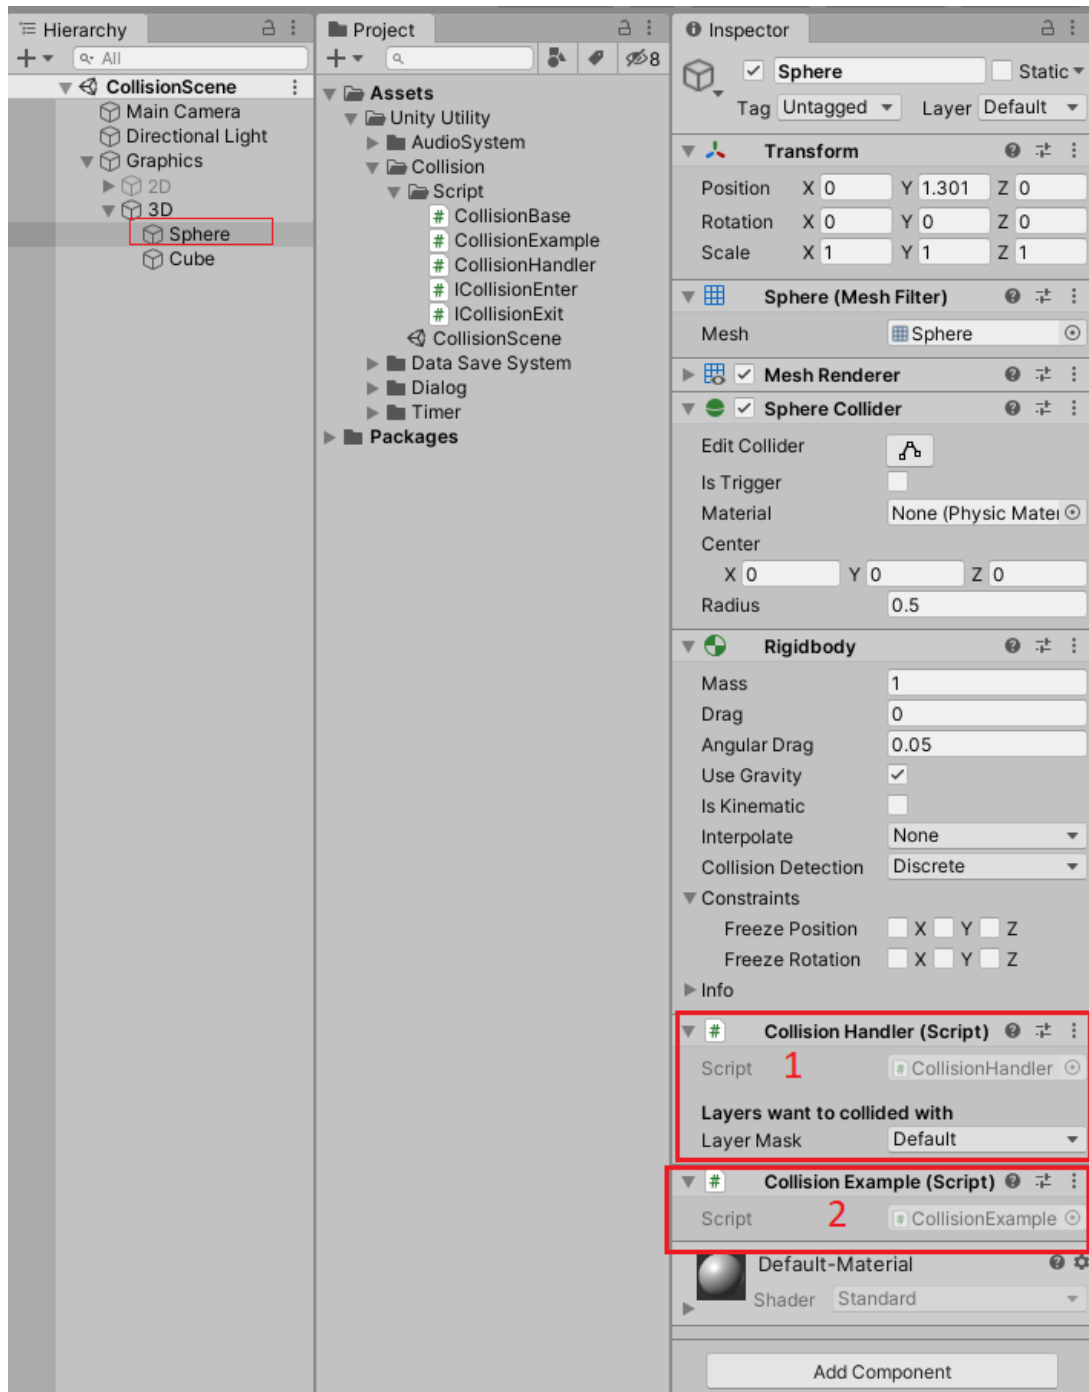 Hierarchy
All
CollisionScene
Main Camera
Directional Light
Graphics
2D
3D
Sphere
Cube
Project
8
Assets
Unity Utility
AudioSystem
Collision
Script
# CollisionBase
# CollisionExample
# CollisionHandler
# ICollisionEnter
# ICollisionExit
CollisionScene
Data Save System
Dialog
Timer
Packages
Inspector
Sphere Static
Tag Untagged Layer Default
Transform
Position X 0 Y 1.301 Z 0
Rotation X 0 Y 0 Z 0
Scale X 1 Y 1 Z 1
Sphere (Mesh Filter)
Mesh Sphere
Mesh Renderer
Sphere Collider
Edit Collider
Is Trigger
Material None (Physic Mater
Center
X 0 Y 0 Z 0
Radius 0.5
Rigidbody
Mass 1
Drag 0
Angular Drag 0.05
Use Gravity
Is Kinematic
Interpolate None
Collision Detection Discrete
Constraints
Freeze Position X Y Z
Freeze Rotation X Y Z
Info
# Collision Handler (Script)
Script 1 # CollisionHandler
Layers want to collided with
Layer Mask Default
# Collision Example (Script)
Script 2 # CollisionExample
Default-Material
Shader Standard
Add Component